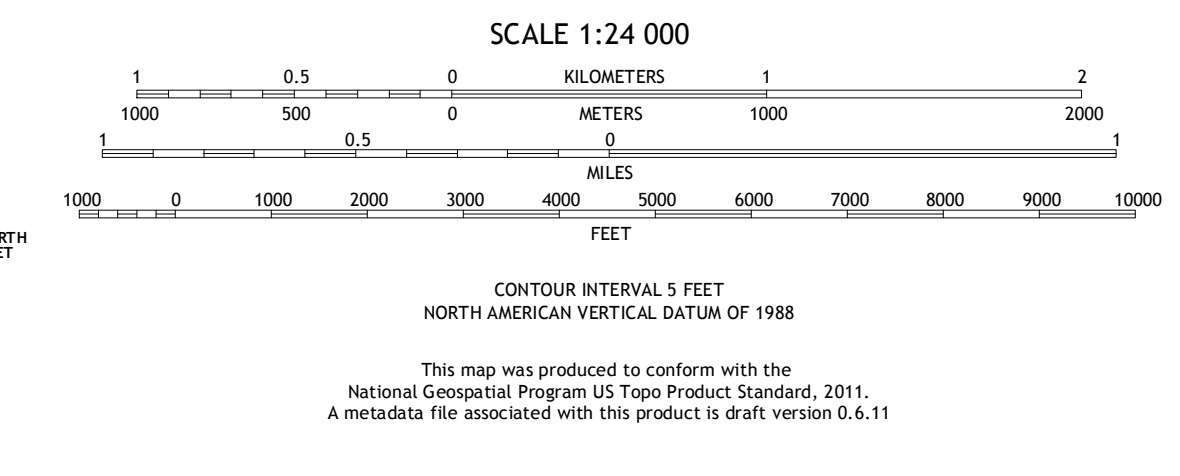 SCALE 1:24 000
1 0.5 0 KILOMETERS 1 2
1000 500 0 METERS 1000 2000
1 0.5 0 1
MILES
1000 0 1000 2000 3000 4000 5000 6000 7000 8000 9000 10000
FEET
RTH
ET
CONTOUR INTERVAL 5 FEET
NORTH AMERICAN VERTICAL DATUM OF 1988
This map was produced to conform with the
National Geospatial Program US Topo Product Standard, 2011.
A metadata file associated with this product is draft version 0.6.11